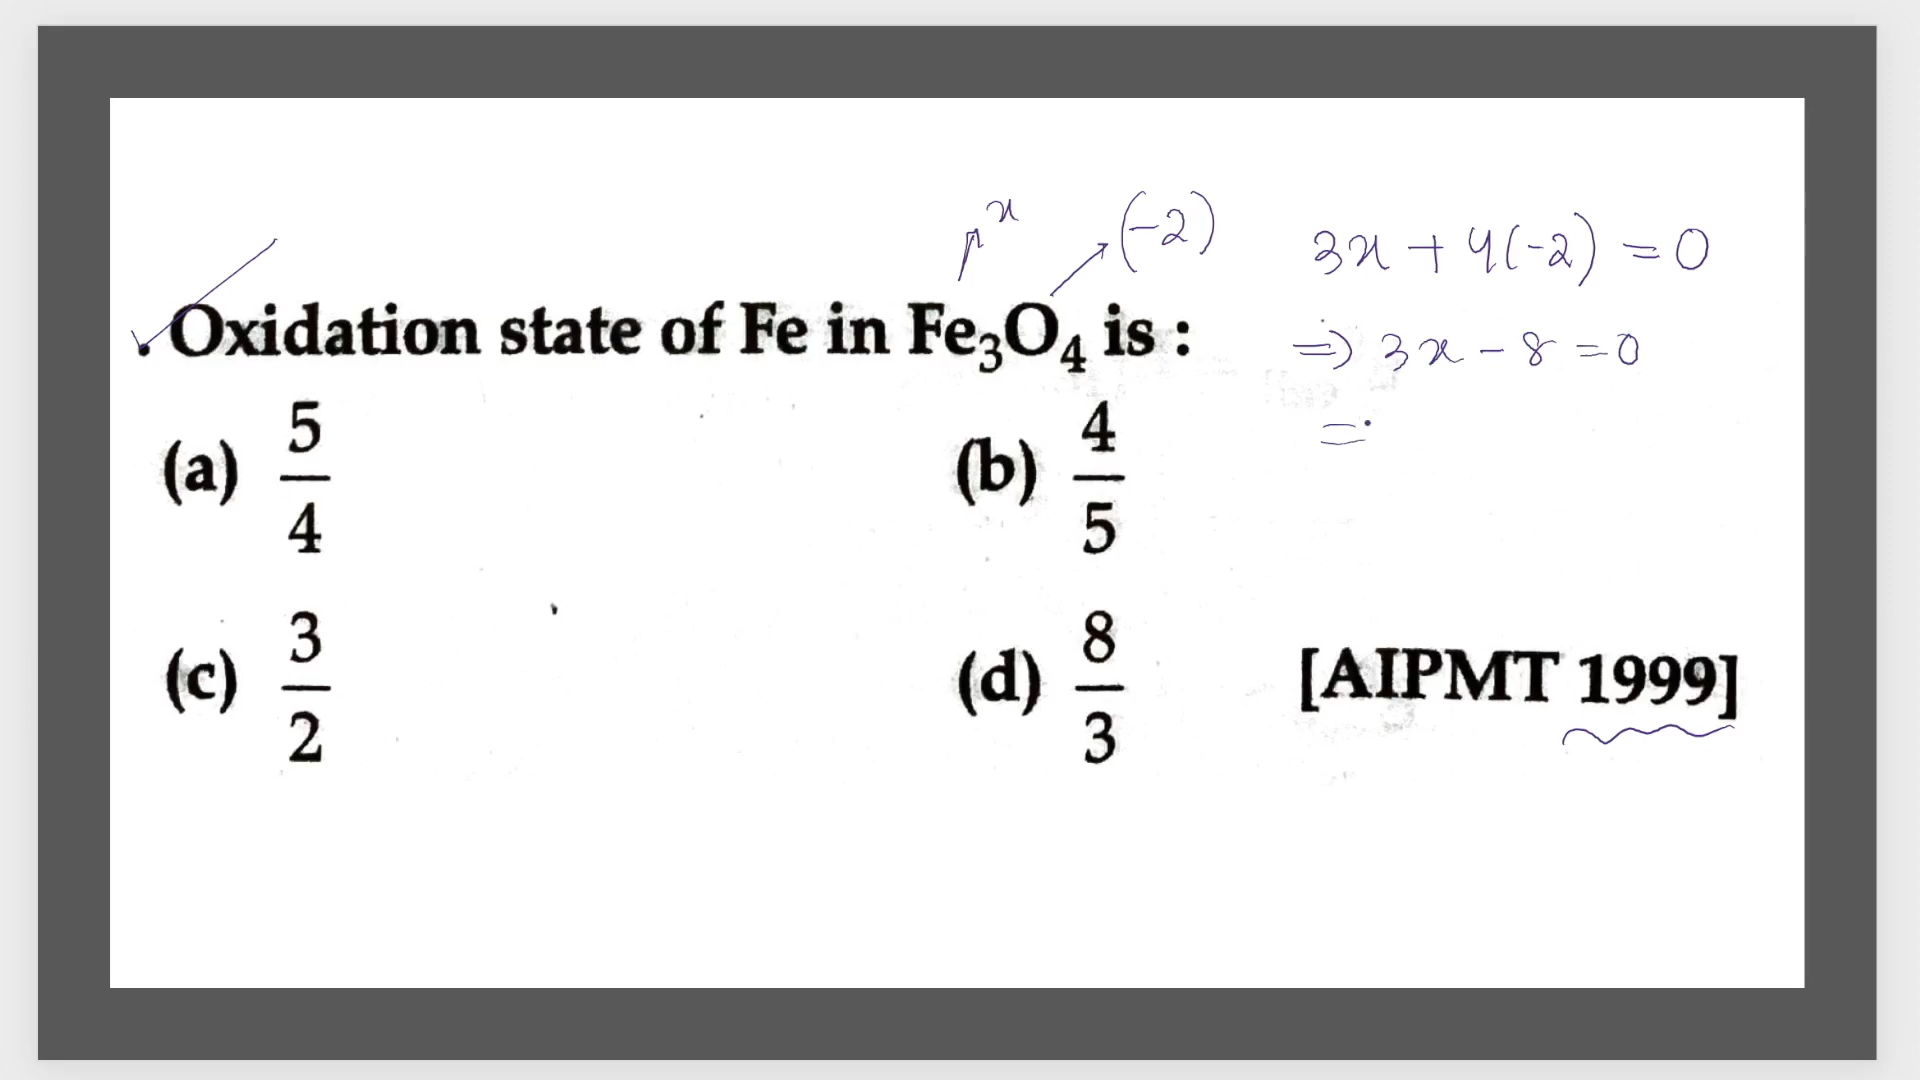 x (-2) 3x + 4(-2) = 0
. Oxidation state of Fe in Fe₃O₄ is :
⇒ 3x - 8 = 0
=
(a) 5/4 (b) 4/5
(c) 3/2 (d) 8/3 [AIPMT 1999]